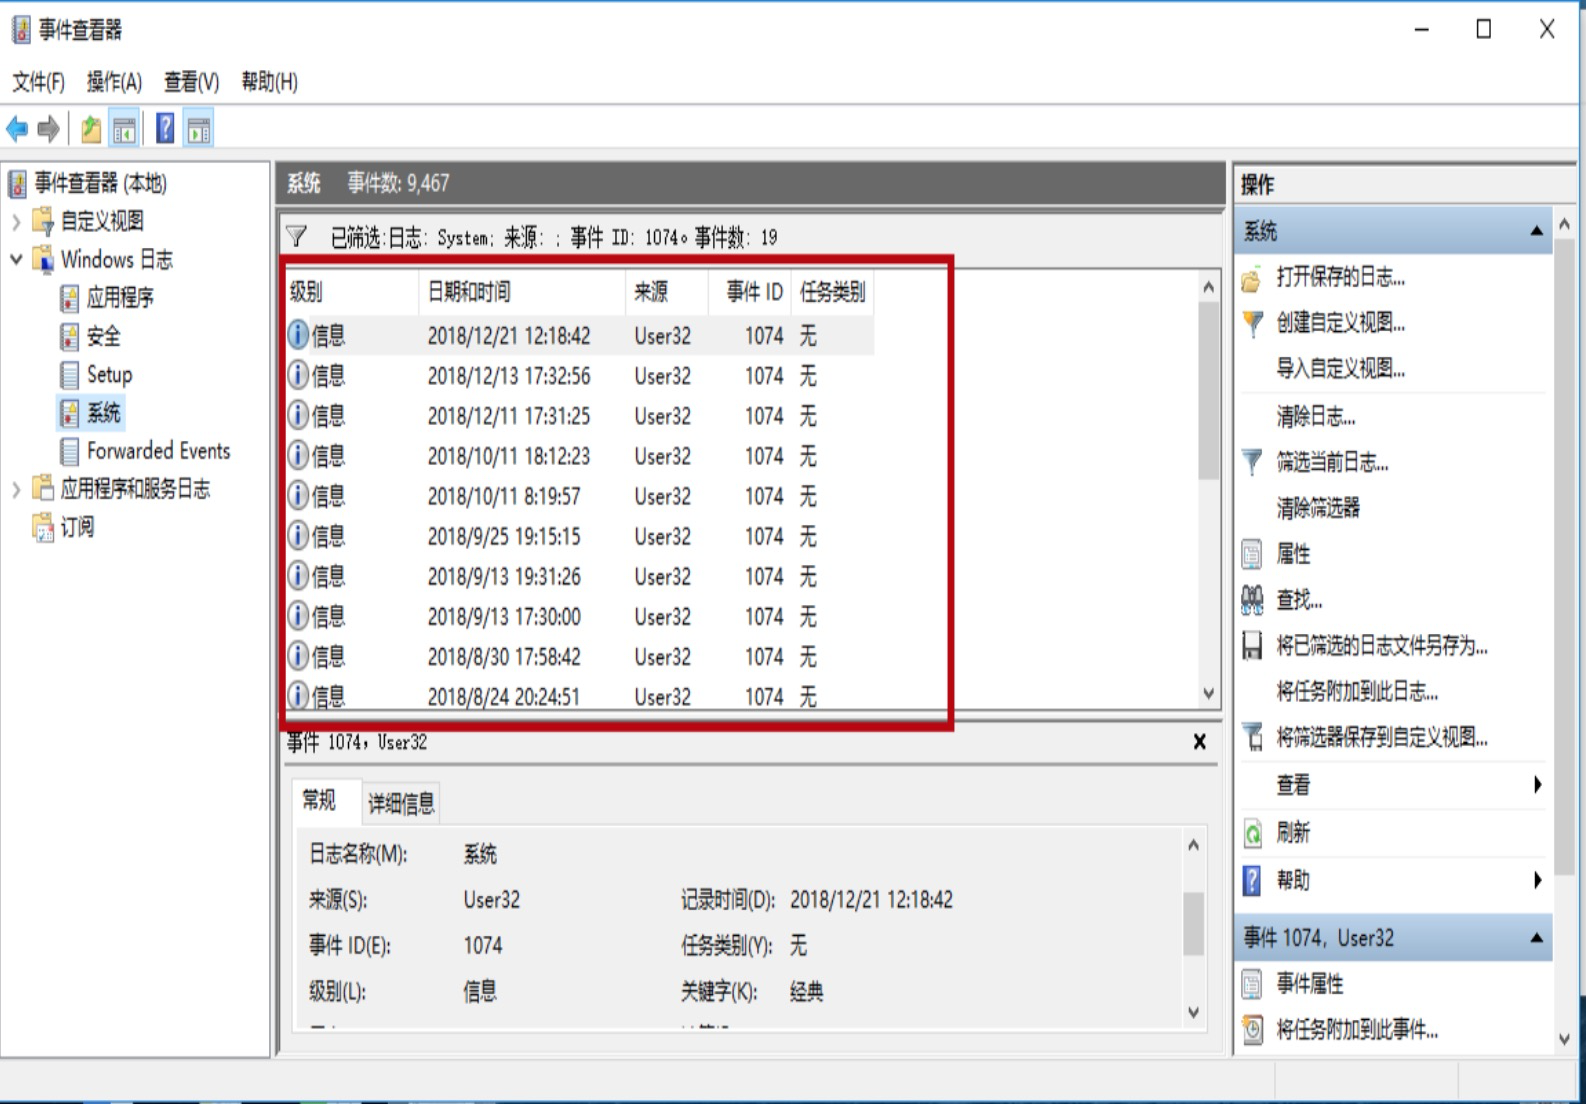 事件查看器
文件(F) 操作(A) 查看(V) 帮助(H)
事件查看器 (本地)
自定义视图
Windows 日志
应用程序
安全
Setup
系统
Forwarded Events
应用程序和服务日志
订阅
系统 事件数: 9,467
已筛选:日志: System; 来源: ; 事件 ID: 1074。事件数: 19
级别 日期和时间 来源 事件 ID 任务类别
信息 2018/12/21 12:18:42 User32 1074 无
信息 2018/12/13 17:32:56 User32 1074 无
信息 2018/12/11 17:31:25 User32 1074 无
信息 2018/10/11 18:12:23 User32 1074 无
信息 2018/10/11 8:19:57 User32 1074 无
信息 2018/9/25 19:15:15 User32 1074 无
信息 2018/9/13 19:31:26 User32 1074 无
信息 2018/9/13 17:30:00 User32 1074 无
信息 2018/8/30 17:58:42 User32 1074 无
信息 2018/8/24 20:24:51 User32 1074 无
事件 1074，User32
常规 详细信息
日志名称(M): 系统
来源(S): User32 记录时间(D): 2018/12/21 12:18:42
事件 ID(E): 1074 任务类别(Y): 无
级别(L): 信息 关键字(K): 经典
操作
系统
打开保存的日志...
创建自定义视图...
导入自定义视图...
清除日志...
筛选当前日志...
清除筛选器
属性
查找...
将已筛选的日志文件另存为...
将任务附加到此日志...
将筛选器保存到自定义视图...
查看
刷新
帮助
事件 1074，User32
事件属性
将任务附加到此事件...